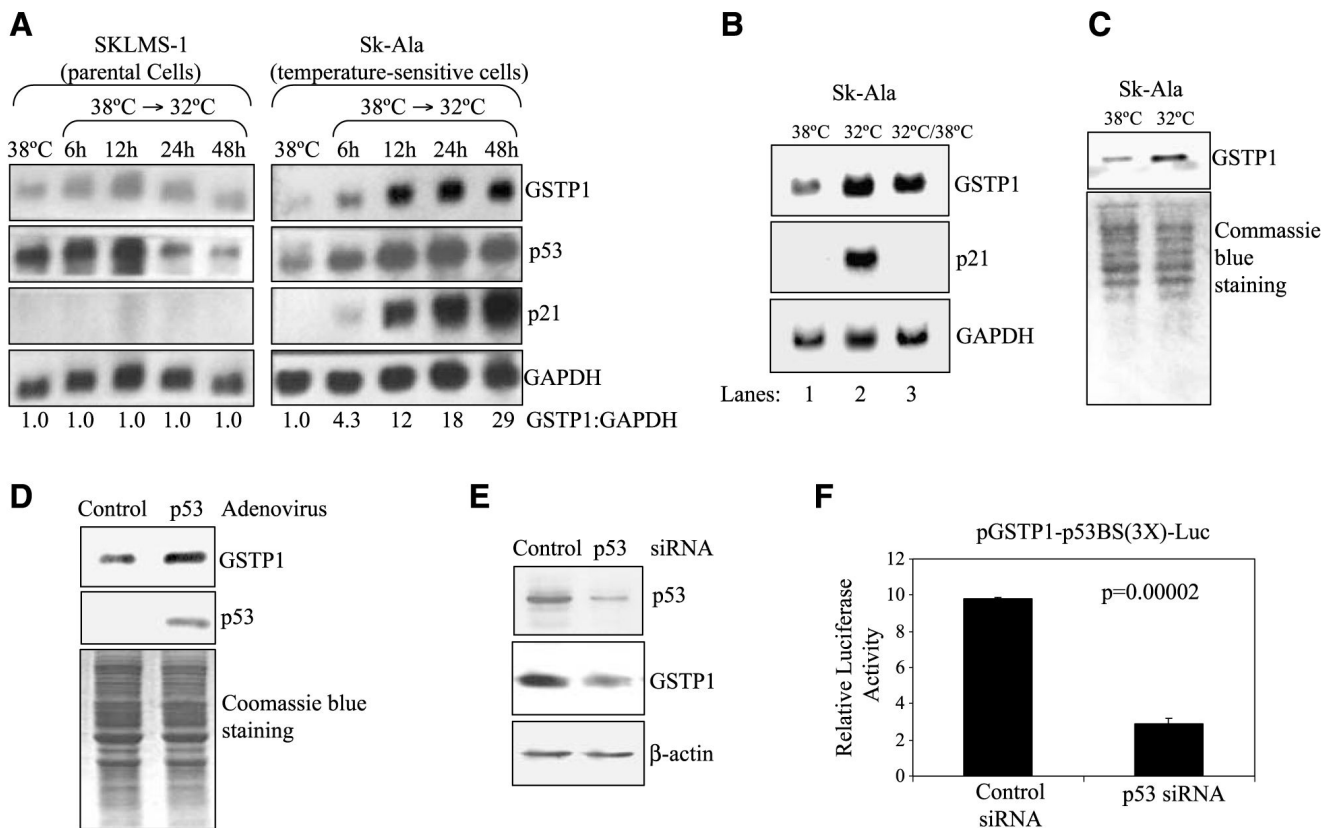 A
SKLMS-1
(parental Cells)
Sk-Ala
(temperature-sensitive cells)
38ºC → 32ºC
38ºC → 32ºC
38ºC 6h 12h 24h 48h
38ºC 6h 12h 24h 48h
GSTP1
p53
p21
GAPDH
1.0 1.0 1.0 1.0 1.0
1.0 4.3 12 18 29 GSTP1:GAPDH
B
Sk-Ala
38ºC 32ºC 32ºC/38ºC
GSTP1
p21
GAPDH
Lanes: 1 2 3
C
Sk-Ala
38ºC 32ºC
GSTP1
Commassie
blue
staining
D
Control p53 Adenovirus
GSTP1
p53
Coomassie blue
staining
E
Control p53 siRNA
p53
GSTP1
β-actin
F
pGSTP1-p53BS(3X)-Luc
p=0.00002
Relative Luciferase
Activity
12
10
8
6
4
2
0
Control
siRNA
p53 siRNA